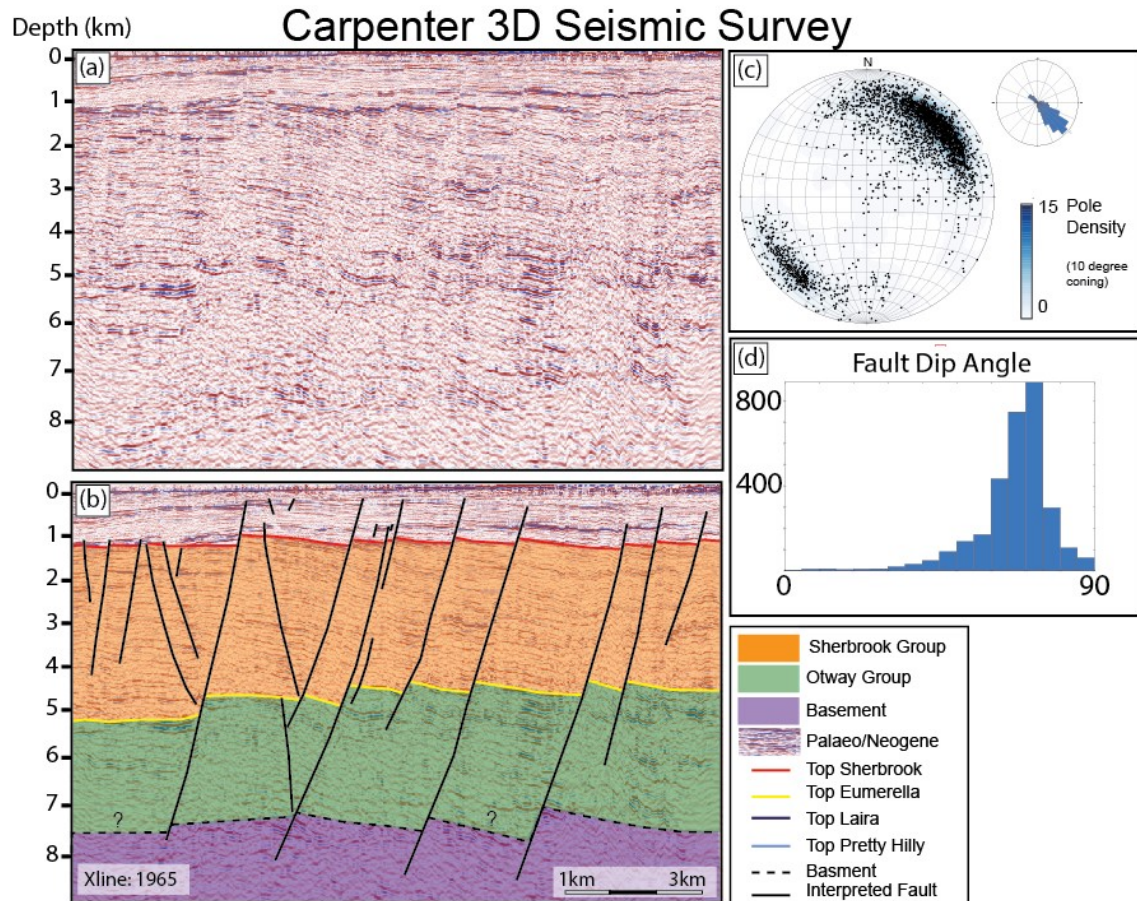 Carpenter 3D Seismic Survey
Depth (km)
(a)
0
1
2
3
4
5
6
7
8
(b)
0
1
2
3
4
5
6
7
8
?
?
Xline: 1965
1km 3km
(c)
N
15 Pole
Density
(10 degree
coning)
0
(d)
Fault Dip Angle
800
400
0 90
Sherbrook Group
Otway Group
Basement
Palaeo/Neogene
Top Sherbrook
Top Eumerella
Top Laira
Top Pretty Hilly
Basment
Interpreted Fault